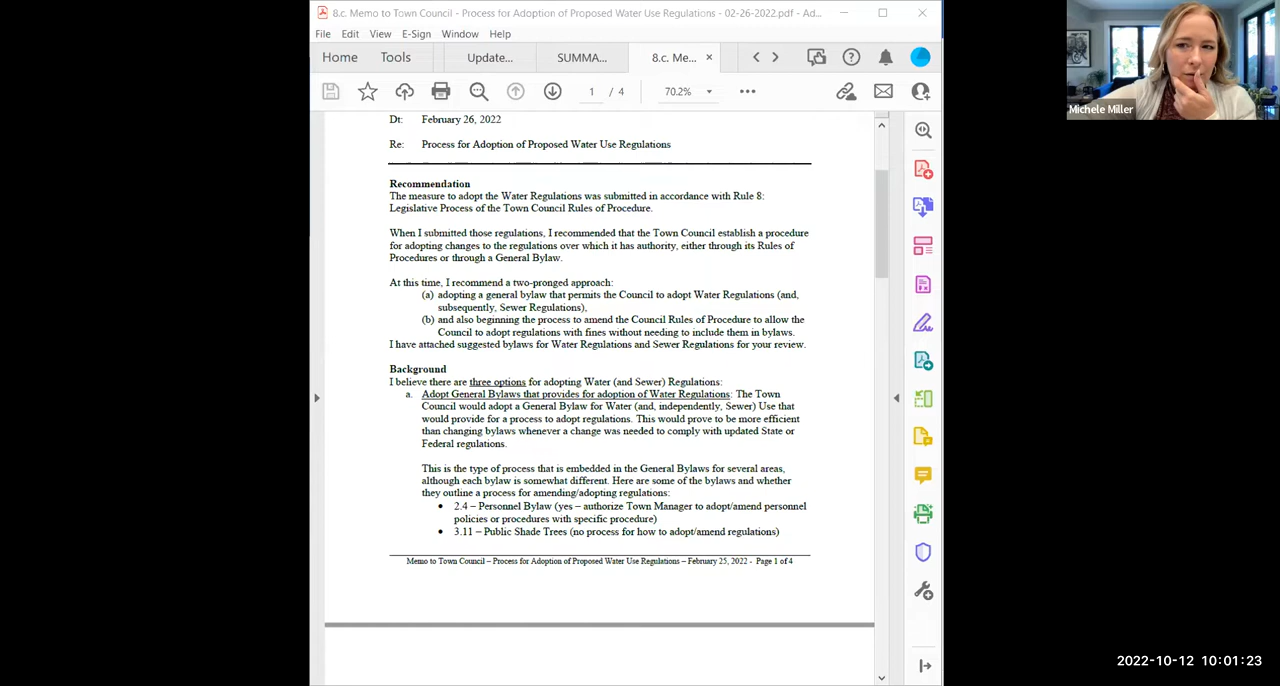 8.c. Memo to Town Council - Process for Adoption of Proposed Water Use Regulations - 02-26-2022.pdf - Ad...
File Edit View E-Sign Window Help
Home Tools Update... SUMMA... 8.c. Me... ×
1 / 4 70.2%
Dt: February 26, 2022
Re: Process for Adoption of Proposed Water Use Regulations
Recommendation
The measure to adopt the Water Regulations was submitted in accordance with Rule 8:
Legislative Process of the Town Council Rules of Procedure.
When I submitted those regulations, I recommended that the Town Council establish a procedure
for adopting changes to the regulations over which it has authority, either through its Rules of
Procedures or through a General Bylaw.
At this time, I recommend a two-pronged approach:
(a) adopting a general bylaw that permits the Council to adopt Water Regulations (and,
subsequently, Sewer Regulations),
(b) and also beginning the process to amend the Council Rules of Procedure to allow the
Council to adopt regulations with fines without needing to include them in bylaws.
I have attached suggested bylaws for Water Regulations and Sewer Regulations for your review.
Background
I believe there are three options for adopting Water (and Sewer) Regulations:
a. Adopt General Bylaws that provides for adoption of Water Regulations: The Town
Council would adopt a General Bylaw for Water (and, independently, Sewer) Use that
would provide for a process to adopt regulations. This would prove to be more efficient
than changing bylaws whenever a change was needed to comply with updated State or
Federal regulations.
This is the type of process that is embedded in the General Bylaws for several areas,
although each bylaw is somewhat different. Here are some of the bylaws and whether
they outline a process for amending/adopting regulations:
• 2.4 – Personnel Bylaw (yes – authorize Town Manager to adopt/amend personnel
policies or procedures with specific procedure)
• 3.11 – Public Shade Trees (no process for how to adopt/amend regulations)
Memo to Town Council – Process for Adoption of Proposed Water Use Regulations – February 25, 2022 - Page 1 of 4
Michele Miller
2022-10-12 10:01:23